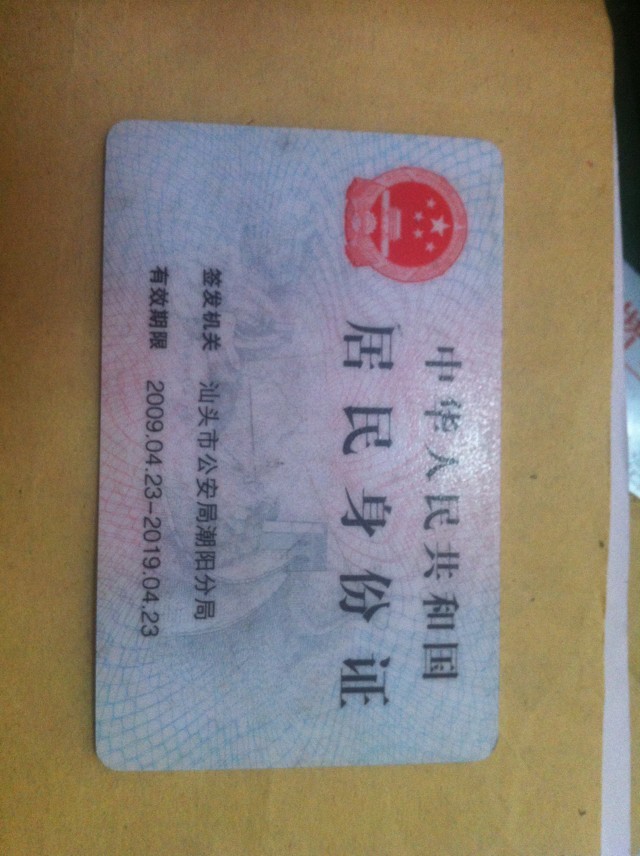 中华人民共和国
居民身份证
签发机关 汕头市公安局潮阳分局
有效期限 2009.04.23-2019.04.23